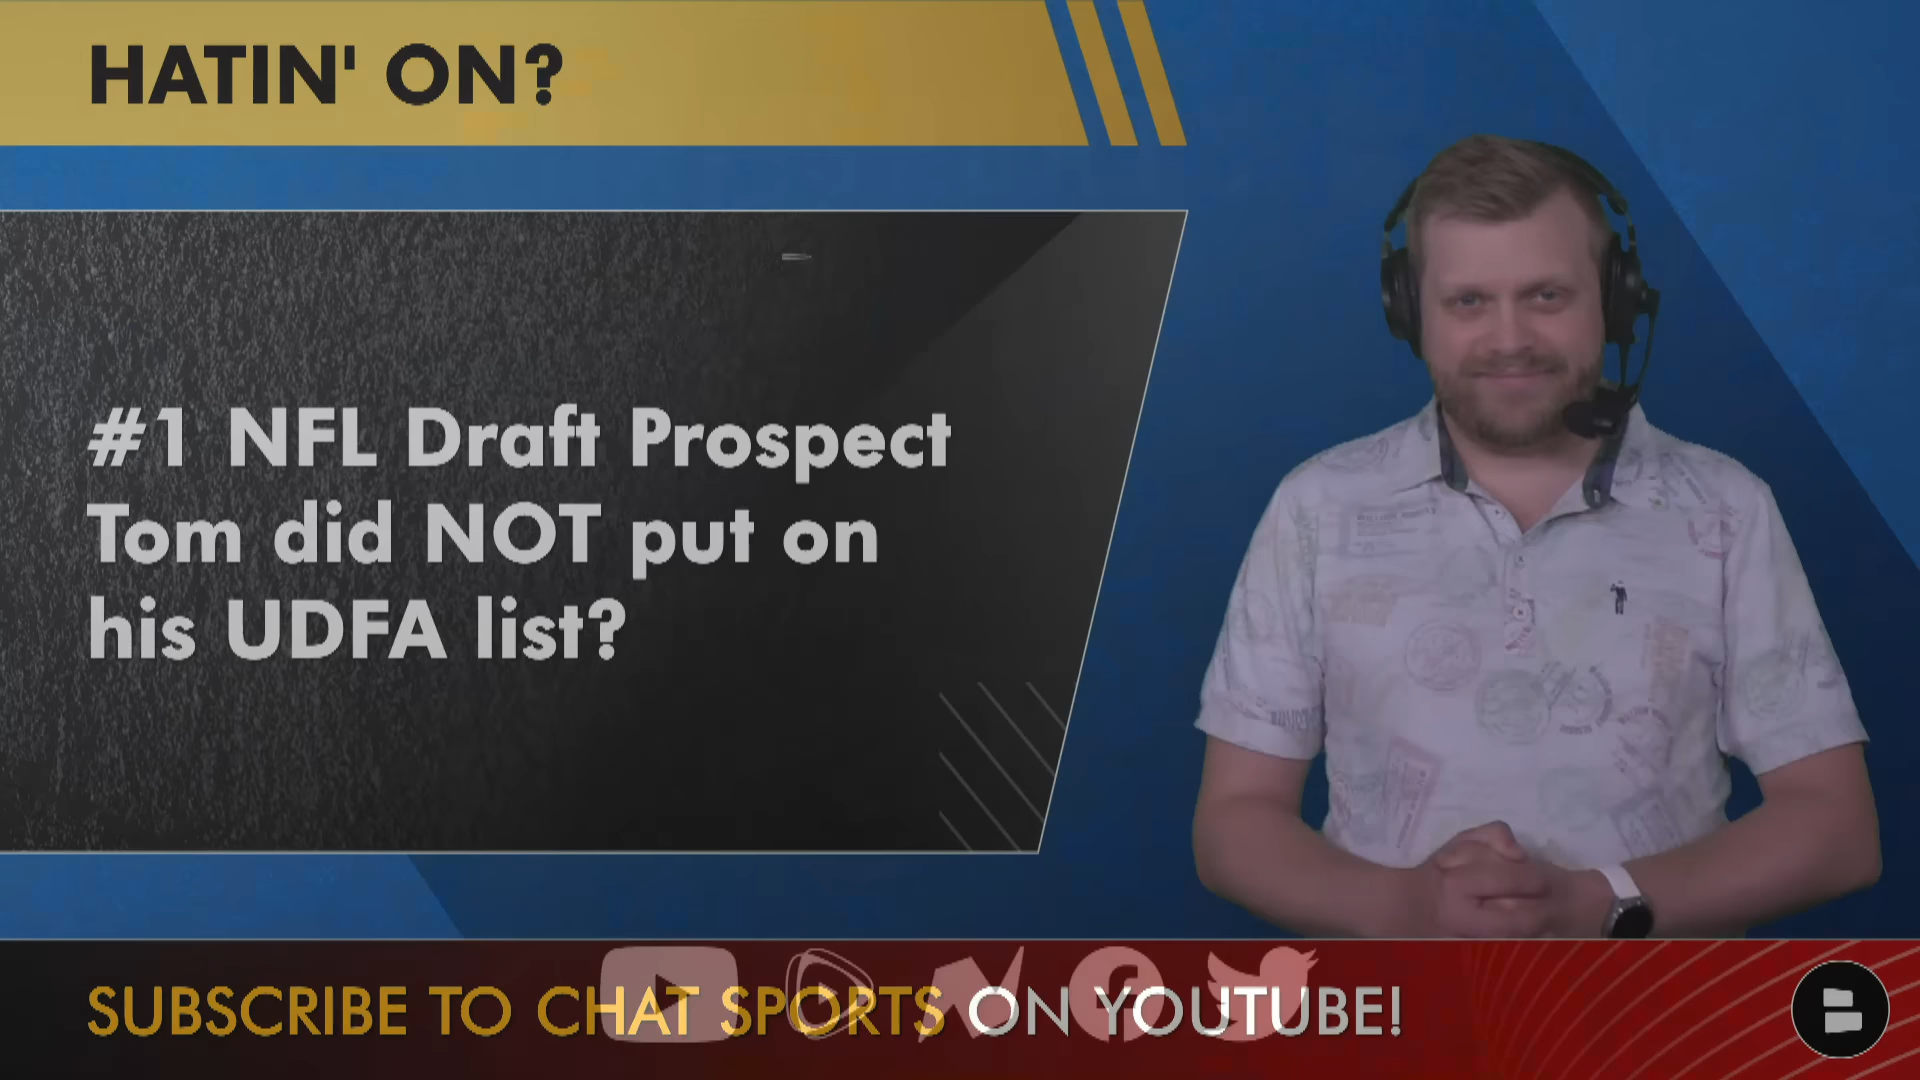 HATIN' ON?
#1 NFL Draft Prospect
Tom did NOT put on
his UDFA list?
SUBSCRIBE TO CHAT SPORTS ON YOUTUBE!